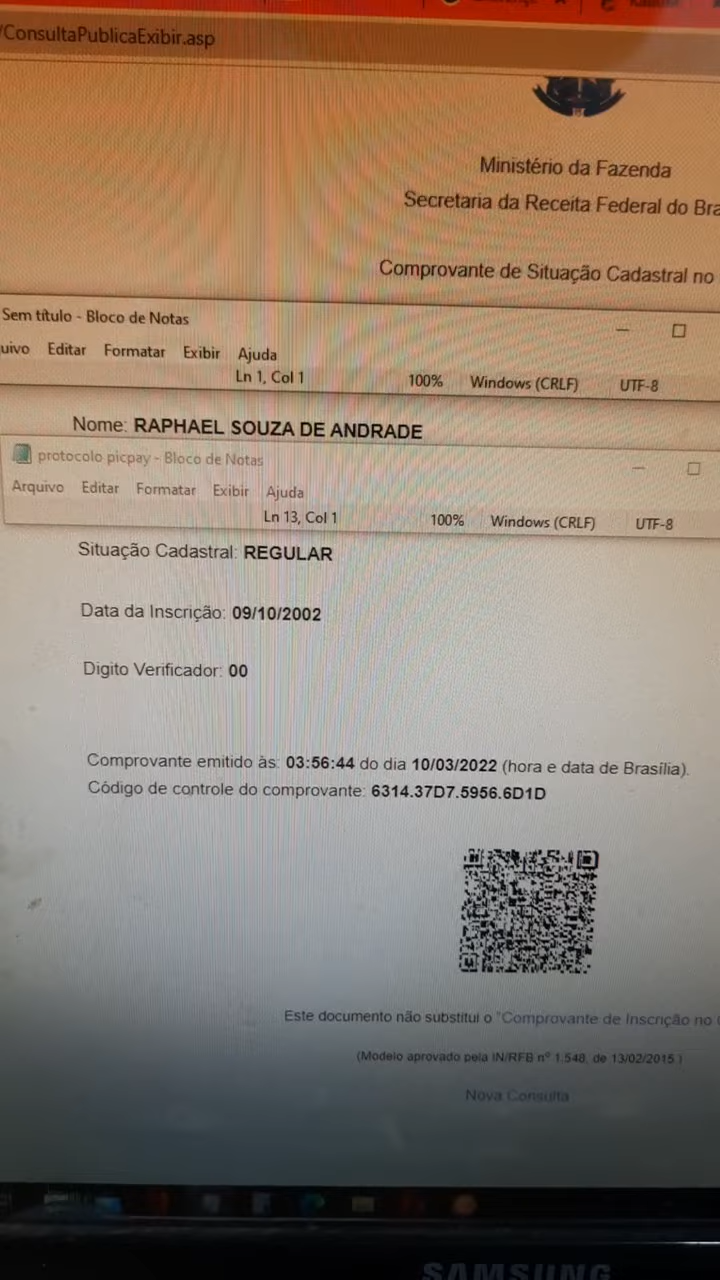 /ConsultaPublicaExibir.asp
Ministério da Fazenda
Secretaria da Receita Federal do Bra
Comprovante de Situação Cadastral no
Sem título - Bloco de Notas
uivo Editar Formatar Exibir Ajuda
Ln 1, Col 1 100% Windows (CRLF) UTF-8
Nome: RAPHAEL SOUZA DE ANDRADE
protocolo picpay - Bloco de Notas
Arquivo Editar Formatar Exibir Ajuda
Ln 13, Col 1 100% Windows (CRLF) UTF-8
Situação Cadastral: REGULAR
Data da Inscrição: 09/10/2002
Digito Verificador: 00
Comprovante emitido às: 03:56:44 do dia 10/03/2022 (hora e data de Brasília).
Código de controle do comprovante: 6314.37D7.5956.6D1D
Este documento não substitui o "Comprovante de Inscrição no
(Modelo aprovado pela IN/RFB nº 1.548, de 13/02/2015.)
Nova Consulta
SAMSUNG